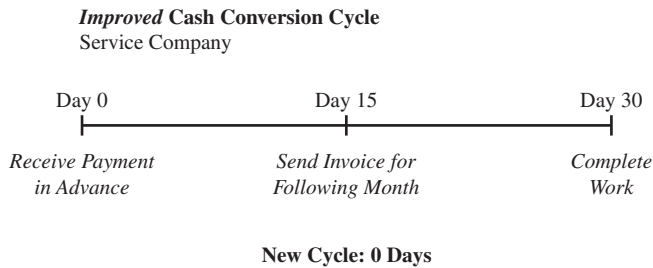 Improved Cash Conversion Cycle
Service Company
Day 0
Day 15
Day 30
Receive Payment
in Advance
Send Invoice for
Following Month
Complete
Work
New Cycle: 0 Days